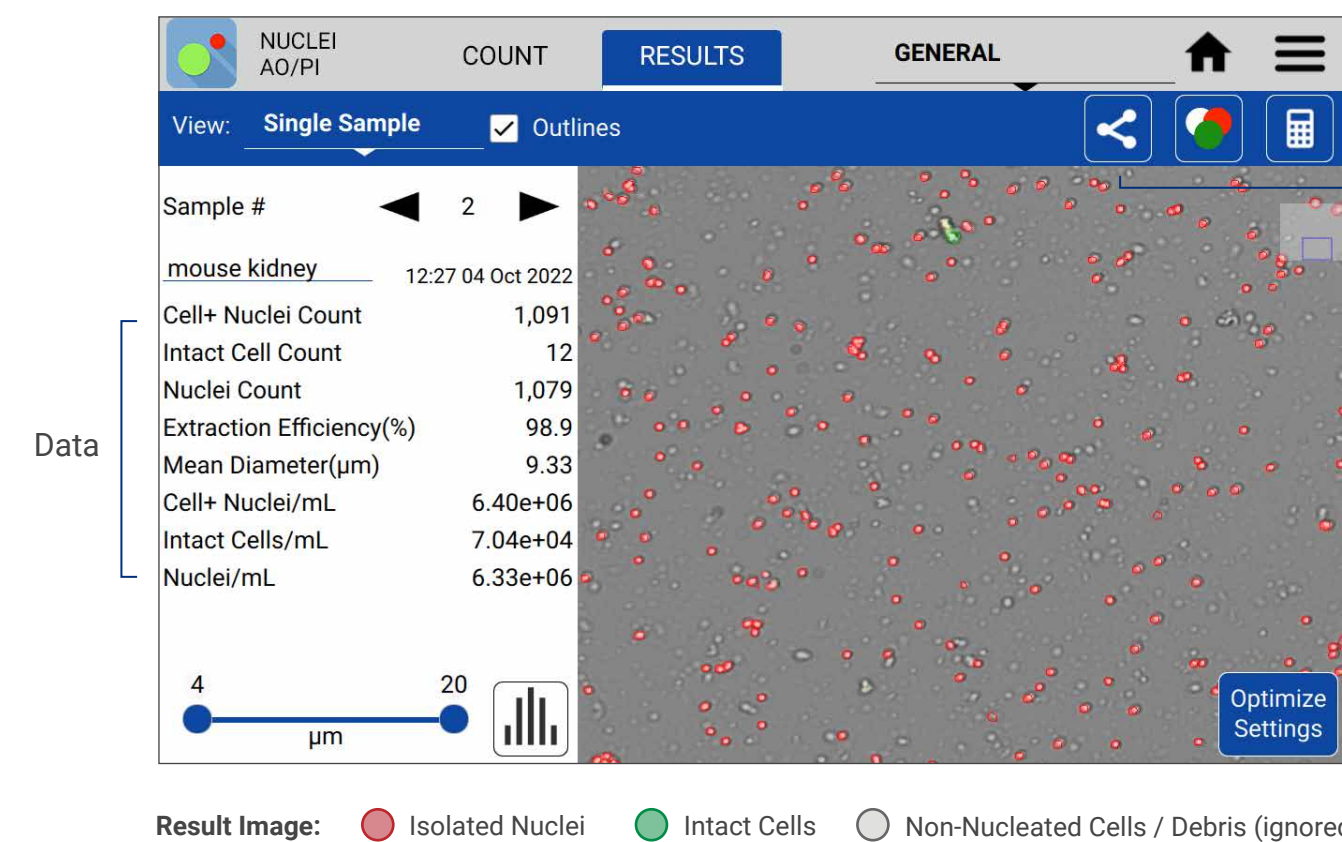 NUCLEI
AO/PI
COUNT
RESULTS
GENERAL
View: Single Sample
Outlines
Sample # 2
mouse kidney 12:27 04 Oct 2022
Cell+ Nuclei Count 1,091
Intact Cell Count 12
Nuclei Count 1,079
Extraction Efficiency(%) 98.9
Mean Diameter(µm) 9.33
Cell+ Nuclei/mL 6.40e+06
Intact Cells/mL 7.04e+04
Nuclei/mL 6.33e+06
Data
4 20
µm
Optimize
Settings
Result Image: Isolated Nuclei Intact Cells Non-Nucleated Cells / Debris (ignored